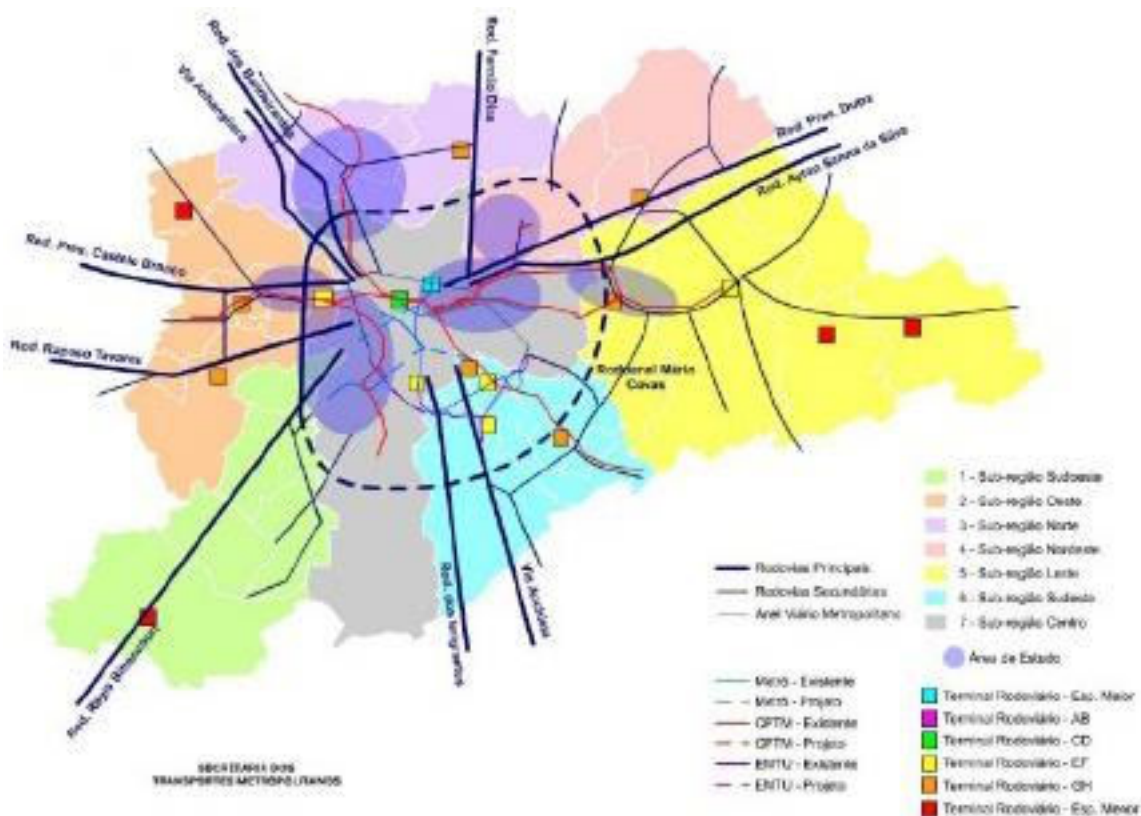 Rod. dos Bandeirantes
Via Anhanguera
Rod. Fernão Dias
Rod. Pres. Dutra
Rod. Ayrton Senna da Silva
Rod. Pres. Castelo Branco
Rod. Raposo Tavares
Rodoanel Mário
Covas
Rod. Régis Bittencourt
Rod. dos Imigrantes
Via Anchieta
1 - Sub-região Sudoeste
2 - Sub-região Oeste
3 - Sub-região Norte
4 - Sub-região Nordeste
5 - Sub-região Leste
6 - Sub-região Sudeste
7 - Sub-região Centro
Área de Estudo
Rodovias Principais
Rodovias Secundárias
Anel Viário Metropolitano
Metrô - Existente
Metrô - Projeto
CPTM - Existente
CPTM - Projeto
EMTU - Existente
EMTU - Projeto
Terminal Rodoviário - Esp. Maior
Terminal Rodoviário - AB
Terminal Rodoviário - CD
Terminal Rodoviário - EF
Terminal Rodoviário - GH
Terminal Rodoviário - Esp. Menor
SECRETARIA DOS
TRANSPORTES METROPOLITANOS